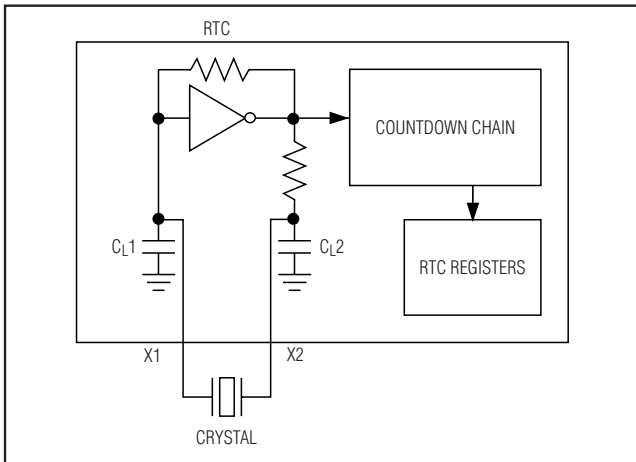 RTC
COUNTDOWN CHAIN
CL1
CL2
RTC REGISTERS
X1
X2
CRYSTAL